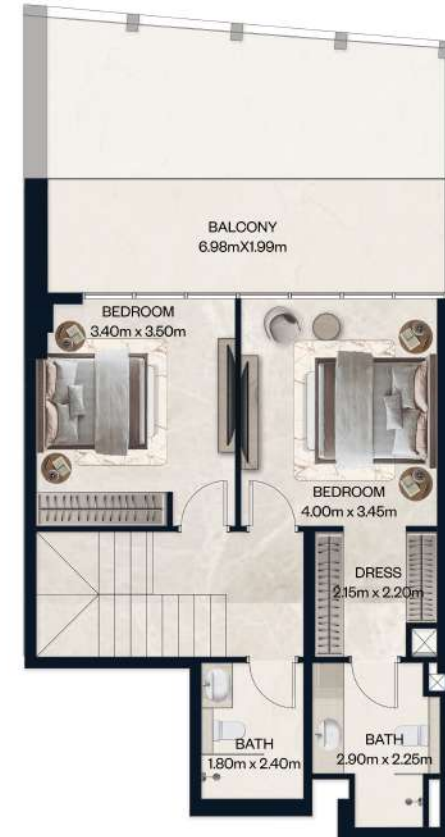 BALCONY
6.98mX1.99m
BEDROOM
3.40m x 3.50m
BEDROOM
4.00m x 3.45m
DRESS
2.15m x 2.20m
BATH
1.80m x 2.40m
BATH
2.90m x 2.25m